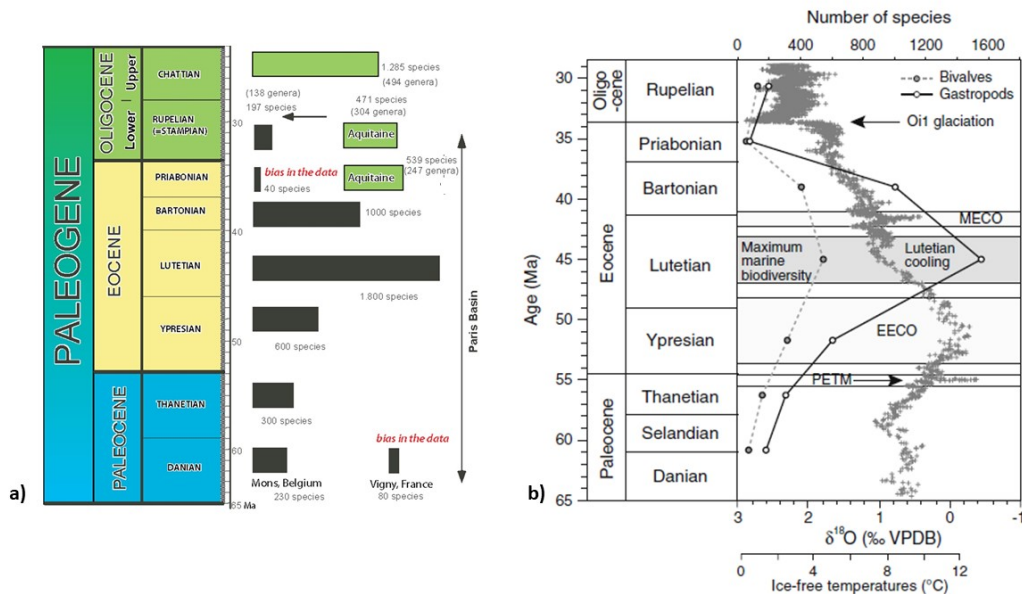 a)
PALEOGENE
OLIGOCENE
Lower | Upper
EOCENE
PALEOCENE
CHATTIAN
RUPELIAN
(=STAMPIAN)
PRIABONIAN
BARTONIAN
LUTETIAN
YPRESIAN
THANETIAN
DANIAN
30
40
50
60
65 Ma
1.285 species
(494 genera)
(138 genera)
197 species
471 species
(304 genera)
Aquitaine
bias in the data
40 species
Aquitaine
539 species
(247 genera)
1000 species
1.800 species
600 species
300 species
bias in the data
Mons, Belgium
230 species
Vigny, France
80 species
Paris Basin
b)
Number of species
0 400 800 1200 1600
Age (Ma)
30
35
40
45
50
55
60
65
Oligo
-cene
Eocene
Paleocene
Rupelian
Priabonian
Bartonian
Lutetian
Ypresian
Thanetian
Selandian
Danian
Bivalves
Gastropods
Oi1 glaciation
MECO
Maximum
marine
biodiversity
Lutetian
cooling
EECO
PETM
3 2 1 0 -1
δ18O (‰ VPDB)
0 4 8 12
Ice-free temperatures (°C)